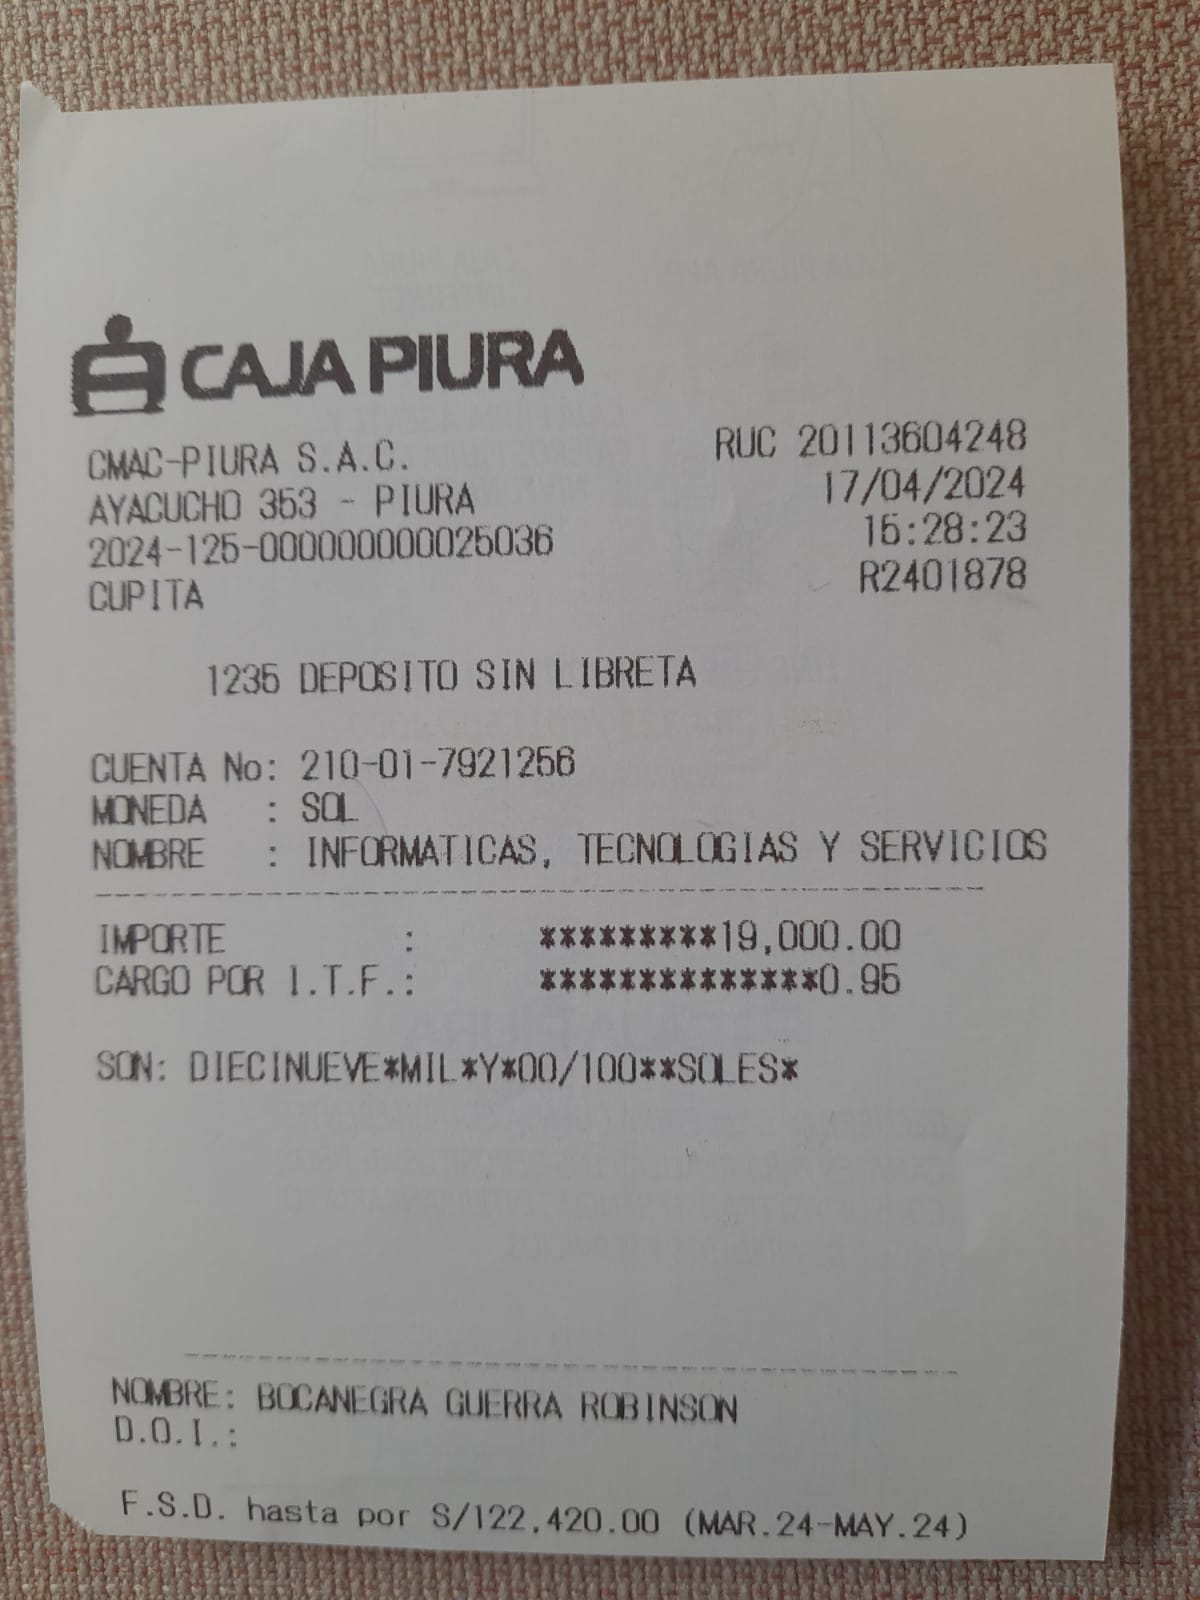 CAJA PIURA
CMAC-PIURA S.A.C. RUC 20113604248
AYACUCHO 353 - PIURA 17/04/2024
2024-125-000000000025036 15:28:23
CUPITA R2401878
1235 DEPOSITO SIN LIBRETA
CUENTA No: 210-01-7921256
MONEDA : SOL
NOMBRE : INFORMATICAS, TECNOLOGIAS Y SERVICIOS
IMPORTE : *********19,000.00
CARGO POR I.T.F.: **************0.95
SON: DIECINUEVE*MIL*Y*00/100**SOLES*
NOMBRE: BOCANEGRA GUERRA ROBINSON
D.O.I.:
F.S.D. hasta por S/122,420.00 (MAR.24-MAY.24)